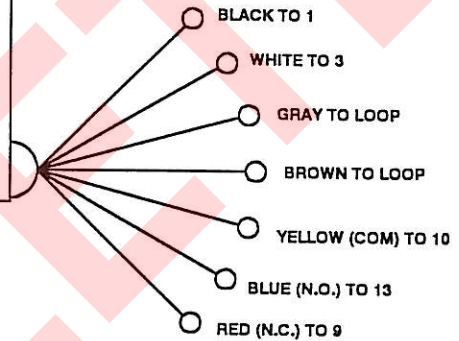 BLACK TO 1
WHITE TO 3
GRAY TO LOOP
BROWN TO LOOP
YELLOW (COM) TO 10
BLUE (N.O.) TO 13
RED (N.C.) TO 9